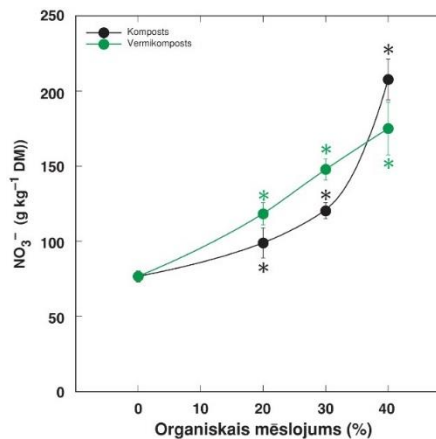 Komposts
Vermikomposts
250
200
150
100
50
0
NO₃⁻ (g kg⁻¹ DM))
0 10 20 30 40
Organiskais mēslojums (%)